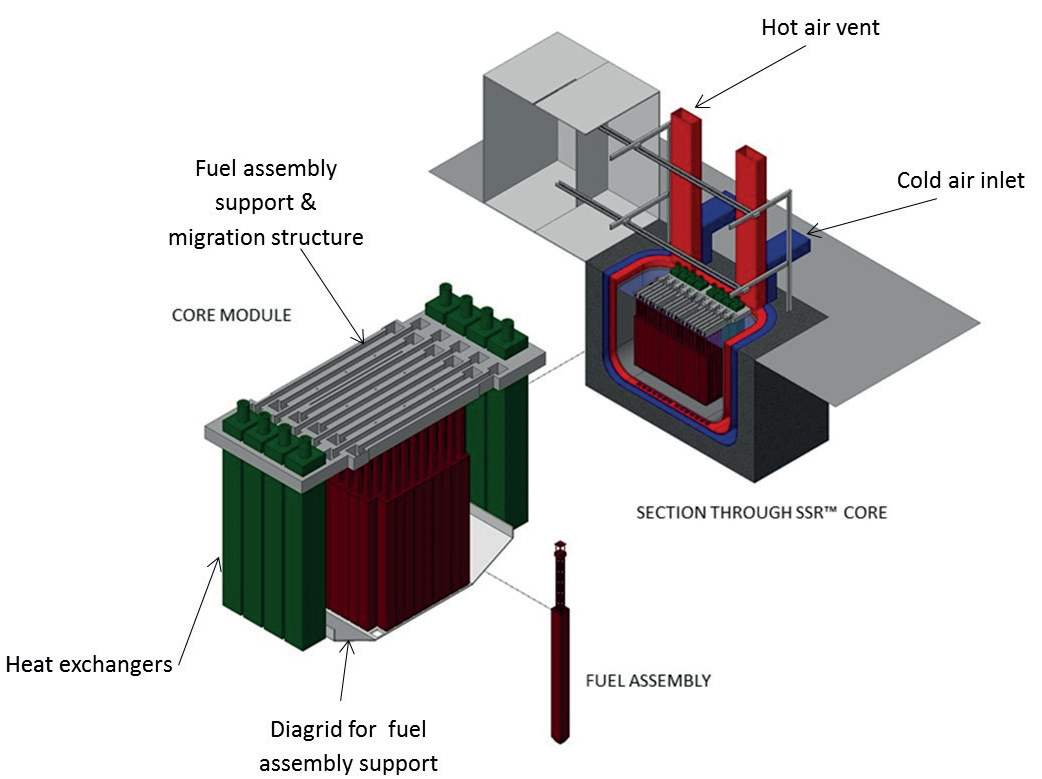 Hot air vent
Fuel assembly
support &
migration structure
Cold air inlet
CORE MODULE
SECTION THROUGH SSR™ CORE
Heat exchangers
FUEL ASSEMBLY
Diagrid for fuel
assembly support